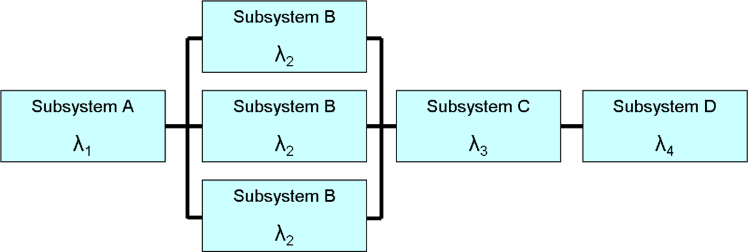 Subsystem B
λ2
Subsystem A
λ1
Subsystem B
λ2
Subsystem C
λ3
Subsystem D
λ4
Subsystem B
λ2